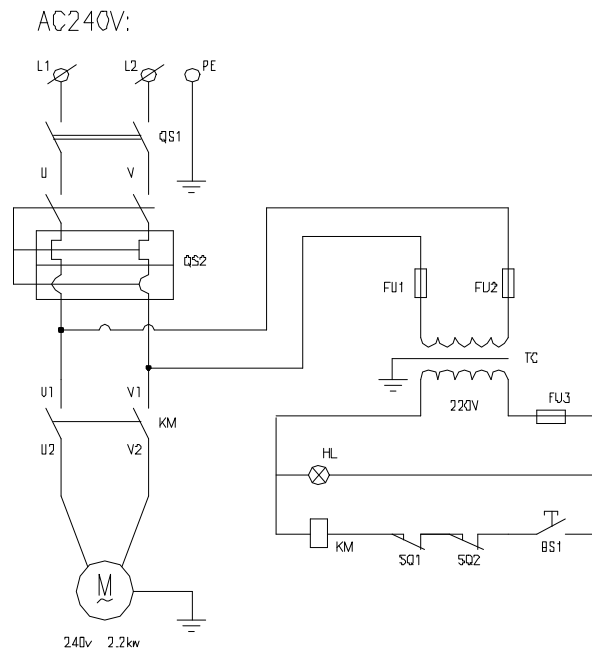 AC240V:
L1 L2 PE
QS1
U V
QS2
FU1 FU2
TC
U1 V1
220V FU3
KM
U2 V2
HL
KM SQ1 SQ2 BS1
M
~
240v 2.2kw